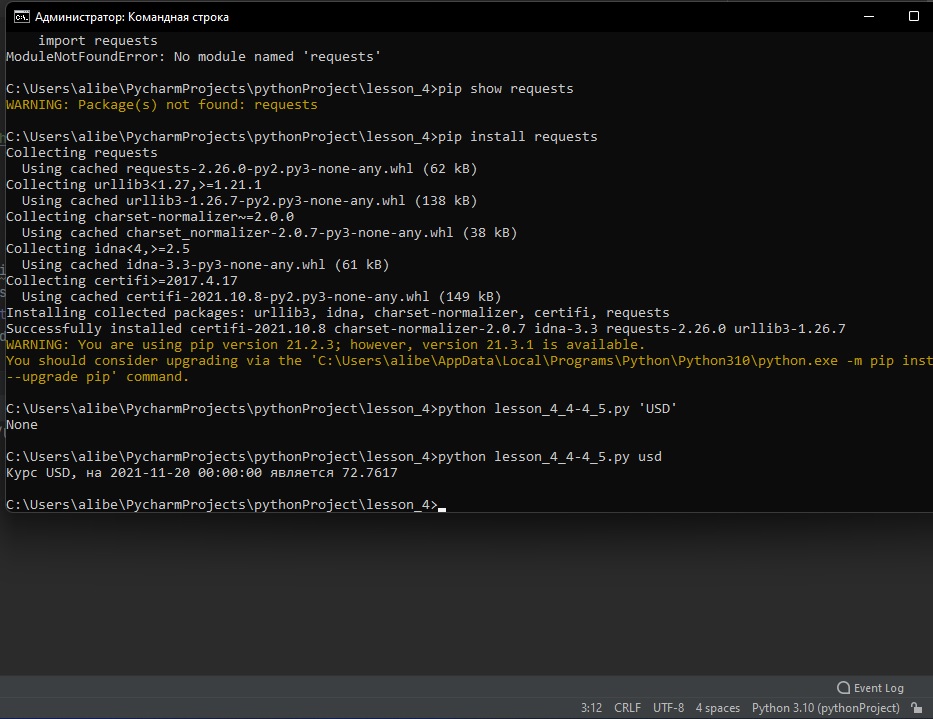 Администратор: Командная строка
import requests
ModuleNotFoundError: No module named 'requests'
C:\Users\alibe\PycharmProjects\pythonProject\lesson_4>pip show requests
WARNING: Package(s) not found: requests
C:\Users\alibe\PycharmProjects\pythonProject\lesson_4>pip install requests
Collecting requests
Using cached requests-2.26.0-py2.py3-none-any.whl (62 kB)
Collecting urllib3<1.27,>=1.21.1
Using cached urllib3-1.26.7-py2.py3-none-any.whl (138 kB)
Collecting charset-normalizer~=2.0.0
Using cached charset_normalizer-2.0.7-py3-none-any.whl (38 kB)
Collecting idna<4,>=2.5
Using cached idna-3.3-py3-none-any.whl (61 kB)
Collecting certifi>=2017.4.17
Using cached certifi-2021.10.8-py2.py3-none-any.whl (149 kB)
Installing collected packages: urllib3, idna, charset-normalizer, certifi, requests
Successfully installed certifi-2021.10.8 charset-normalizer-2.0.7 idna-3.3 requests-2.26.0 urllib3-1.26.7
WARNING: You are using pip version 21.2.3; however, version 21.3.1 is available.
You should consider upgrading via the 'C:\Users\alibe\AppData\Local\Programs\Python\Python310\python.exe -m pip inst
--upgrade pip' command.
C:\Users\alibe\PycharmProjects\pythonProject\lesson_4>python lesson_4_4-4_5.py 'USD'
None
C:\Users\alibe\PycharmProjects\pythonProject\lesson_4>python lesson_4_4-4_5.py usd
Курс USD, на 2021-11-20 00:00:00 является 72.7617
C:\Users\alibe\PycharmProjects\pythonProject\lesson_4>
Event Log
3:12 CRLF UTF-8 4 spaces Python 3.10 (pythonProject)